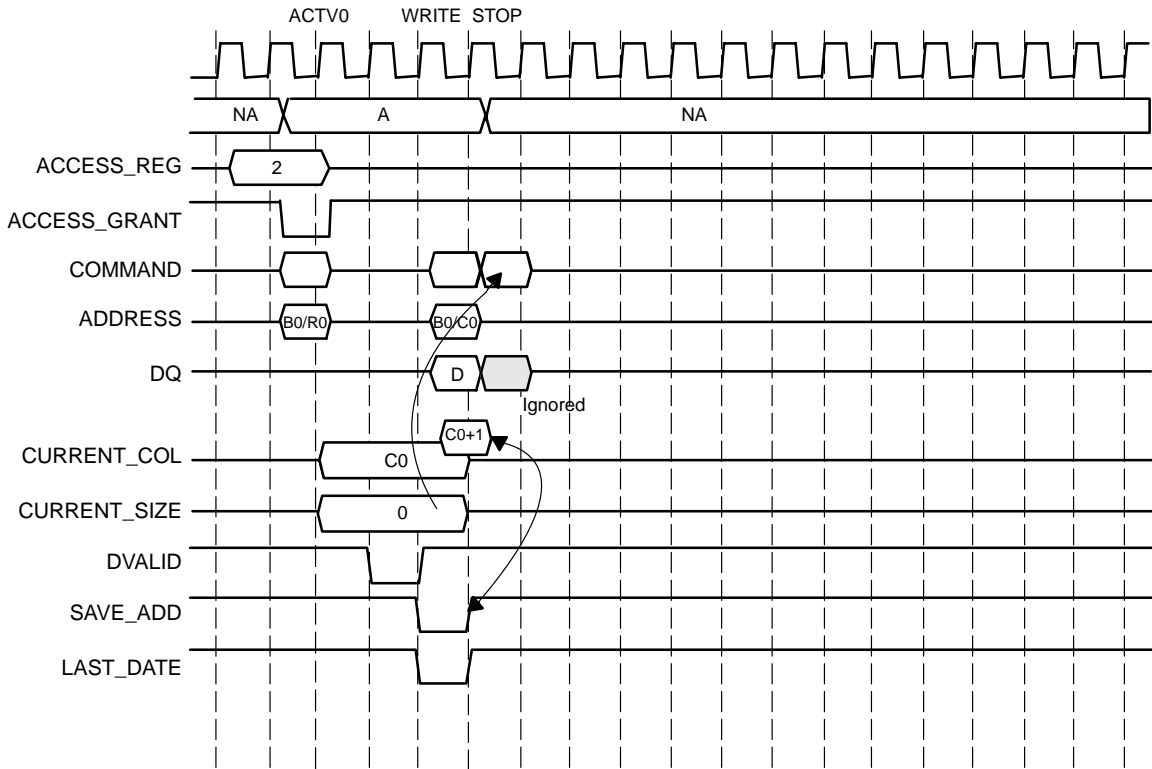 ACTV0 WRITE STOP
NA A NA
ACCESS_REG 2
ACCESS_GRANT
COMMAND
ADDRESS B0/R0 B0/C0
DQ D
Ignored
C0+1
CURRENT_COL C0
CURRENT_SIZE 0
DVALID
SAVE_ADD
LAST_DATE